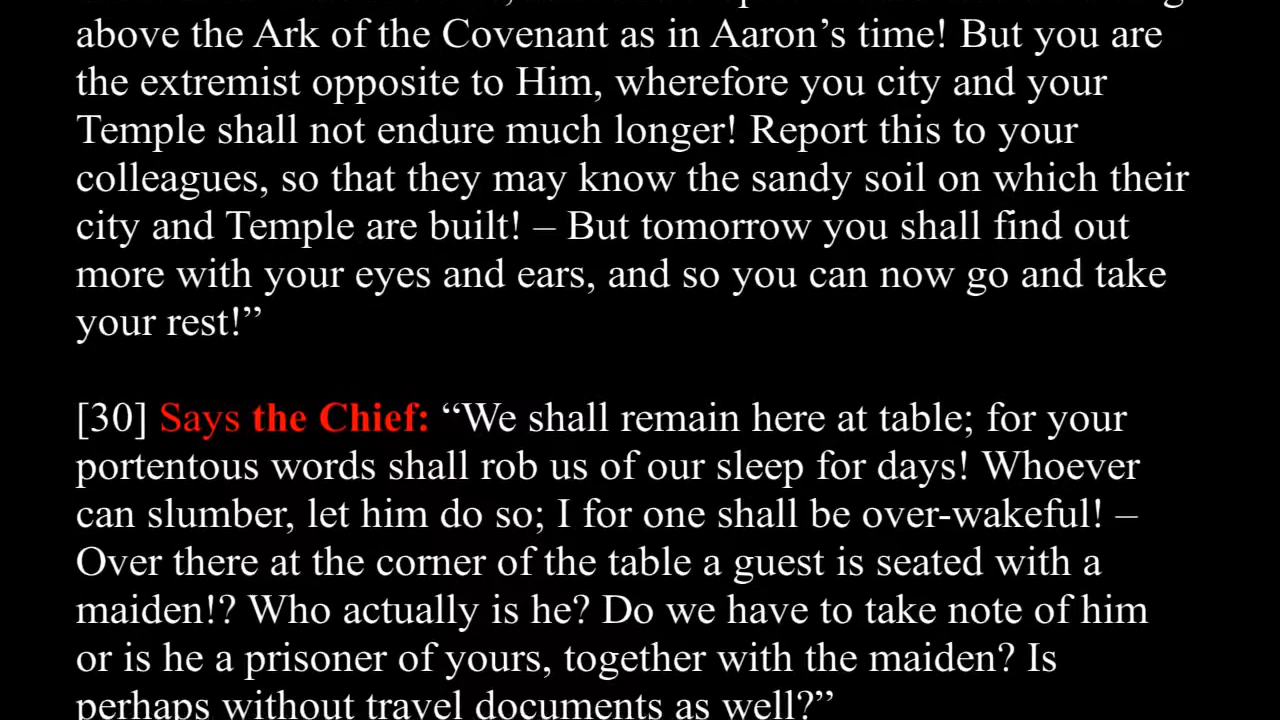 above the Ark of the Covenant as in Aaron’s time! But you are
the extremist opposite to Him, wherefore you city and your
Temple shall not endure much longer! Report this to your
colleagues, so that they may know the sandy soil on which their
city and Temple are built! – But tomorrow you shall find out
more with your eyes and ears, and so you can now go and take
your rest!”
[30] Says the Chief: “We shall remain here at table; for your
portentous words shall rob us of our sleep for days! Whoever
can slumber, let him do so; I for one shall be over-wakeful! –
Over there at the corner of the table a guest is seated with a
maiden!? Who actually is he? Do we have to take note of him
or is he a prisoner of yours, together with the maiden? Is
perhaps without travel documents as well?”